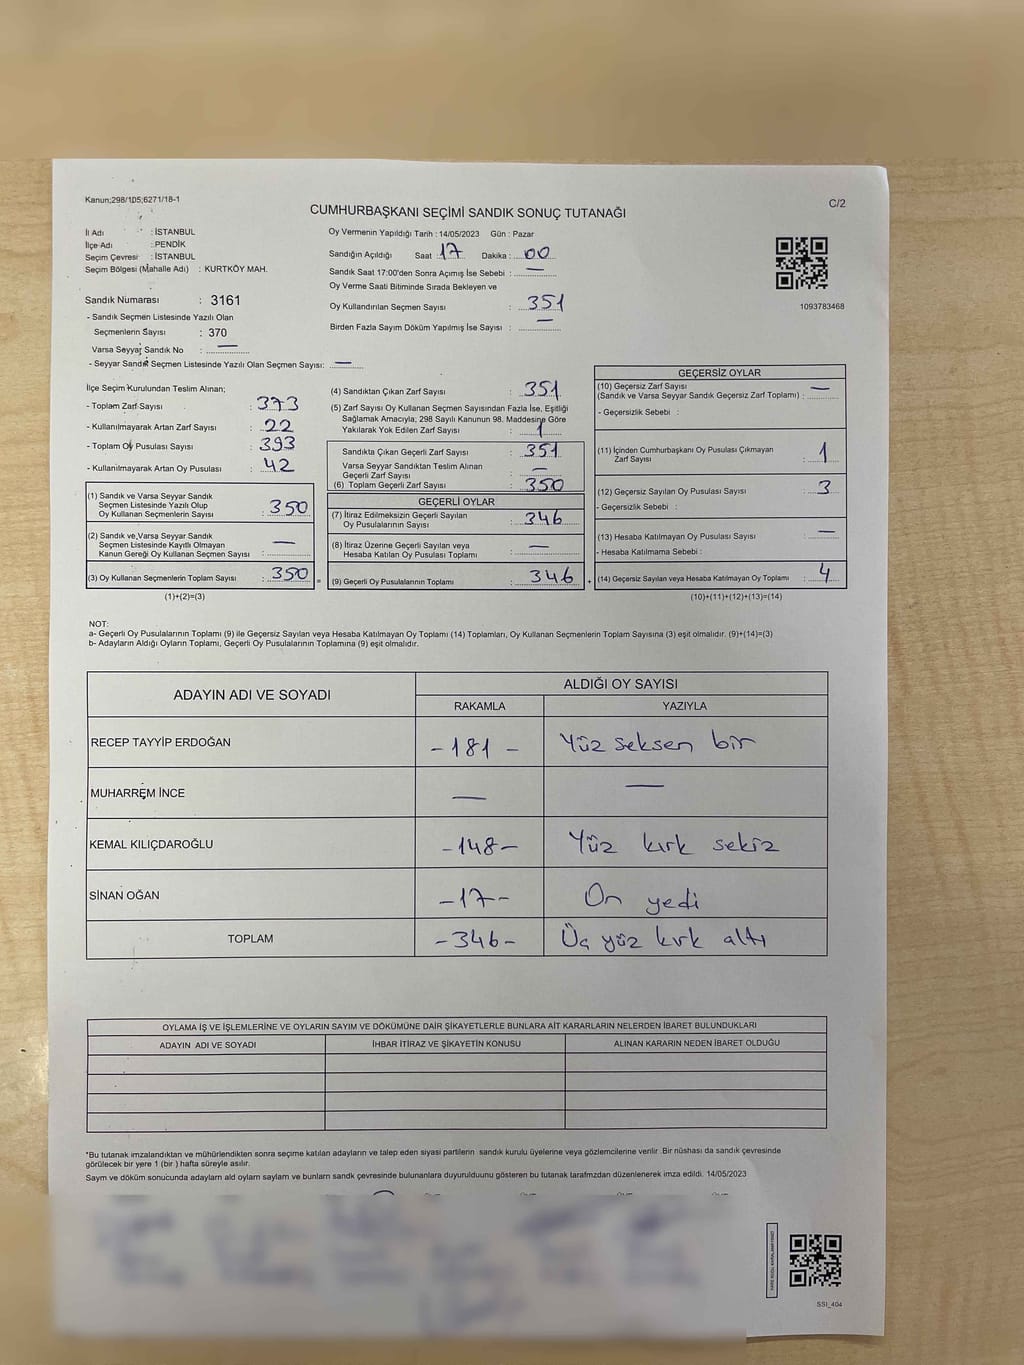 Kanun;298/105;6271/18-1
CUMHURBAŞKANI SEÇİMİ SANDIK SONUÇ TUTANAĞI
C/2
İl Adı : İSTANBUL
İlçe Adı : PENDİK
Seçim Çevresi : İSTANBUL
Seçim Bölgesi (Mahalle Adı) : KURTKÖY MAH.
Sandık Numarası : 3161
- Sandık Seçmen Listesinde Yazılı Olan
Seçmenlerin Sayısı : 370
Varsa Seyyar Sandık No : —
- Seyyar Sandık Seçmen Listesinde Yazılı Olan Seçmen Sayısı: —
Oy Vermenin Yapıldığı Tarih : 14/05/2023 Gün : Pazar
Sandığın Açıldığı Saat : 17 Dakika : 00
Sandık Saat 17:00'den Sonra Açımış İse Sebebi : —
Oy Verme Saati Bitiminde Sırada Bekleyen ve
Oy Kullandırılan Seçmen Sayısı : 351
Birden Fazla Sayım Döküm Yapılmış İse Sayısı : —
1093783468
İlçe Seçim Kurulundan Teslim Alınan;
- Toplam Zarf Sayısı : 373
- Kullanılmayarak Artan Zarf Sayısı : 22
- Toplam Oy Pusulası Sayısı : 393
- Kullanılmayarak Artan Oy Pusulası : 42
(1) Sandık ve Varsa Seyyar Sandık
Seçmen Listesinde Yazılı Olup
Oy Kullanan Seçmenlerin Sayısı : 350
(2) Sandık ve Varsa Seyyar Sandık
Seçmen Listesinde Kayıtlı Olmayan
Kanun Gereği Oy Kullanan Seçmen Sayısı : —
(3) Oy Kullanan Seçmenlerin Toplam Sayısı : 350
=
(1)+(2)=(3)
(4) Sandıktan Çıkan Zarf Sayısı : 351
(5) Zarf Sayısı Oy Kullanan Seçmen Sayısından Fazla İse, Eşitliği
Sağlamak Amacıyla; 298 Sayılı Kanunun 98. Maddesine Göre
Yakılarak Yok Edilen Zarf Sayısı : 1
Sandıkta Çıkan Geçerli Zarf Sayısı : 351
Varsa Seyyar Sandıktan Teslim Alınan
Geçerli Zarf Sayısı : —
(6) Toplam Geçerli Zarf Sayısı : 350
GEÇERLİ OYLAR
(7) İtiraz Edilmeksizin Geçerli Sayılan
Oy Pusulalarının Sayısı : 346
(8) İtiraz Üzerine Geçerli Sayılan veya
Hesaba Katılan Oy Pusulası Toplamı : —
(9) Geçerli Oy Pusulalarının Toplamı : 346
+
GEÇERSİZ OYLAR
(10) Geçersiz Zarf Sayısı —
(Sandık ve Varsa Seyyar Sandık Geçersiz Zarf Toplamı) :
- Geçersizlik Sebebi :
(11) İçinden Cumhurbaşkanı Oy Pusulası Çıkmayan
Zarf Sayısı : 1
(12) Geçersiz Sayılan Oy Pusulası Sayısı : 3
- Geçersizlik Sebebi :
(13) Hesaba Katılmayan Oy Pusulası Sayısı : —
- Hesaba Katılmama Sebebi :
(14) Geçersiz Sayılan veya Hesaba Katılmayan Oy Toplamı : 4
(10)+(11)+(12)+(13)=(14)
NOT:
a- Geçerli Oy Pusulalarının Toplamı (9) ile Geçersiz Sayılan veya Hesaba Katılmayan Oy Toplamı (14) Toplamları, Oy Kullanan Seçmenlerin Toplam Sayısına (3) eşit olmalıdır. (9)+(14)=(3)
b- Adayların Aldığı Oyların Toplamı, Geçerli Oy Pusulalarının Toplamına (9) eşit olmalıdır.
ADAYIN ADI VE SOYADI ALDIĞI OY SAYISI
RAKAMLA YAZIYLA
RECEP TAYYİP ERDOĞAN - 181 - Yüz seksen bir
MUHARREM İNCE — —
KEMAL KILIÇDAROĞLU -148- Yüz kırk sekiz
SİNAN OĞAN -17- On yedi
TOPLAM -346- Üç yüz kırk altı
OYLAMA İŞ VE İŞLEMLERİNE VE OYLARIN SAYIM VE DÖKÜMÜNE DAİR ŞİKAYETLERLE BUNLARA AİT KARARLARIN NELERDEN İBARET BULUNDUKLARI
ADAYIN ADI VE SOYADI İHBAR İTİRAZ VE ŞİKAYETİN KONUSU ALINAN KARARIN NEDEN İBARET OLDUĞU
*Bu tutanak imzalandıktan ve mühürlendikten sonra seçime katılan adayların ve talep eden siyasi partilerin sandık kurulu üyelerine veya gözlemcilerine verilir .Bir nüshası da sandık çevresinde
görülecek bir yere 1 (bir ) hafta süreyle asılır.
Sayım ve döküm sonucunda adayların ald oyların saylam ve bunların sandk çevresinde bulunanlara duyurulduunu gösteren bu tutanak tarafmzdan düzenlenerek imza edildi. 14/05/2023
SSI_404